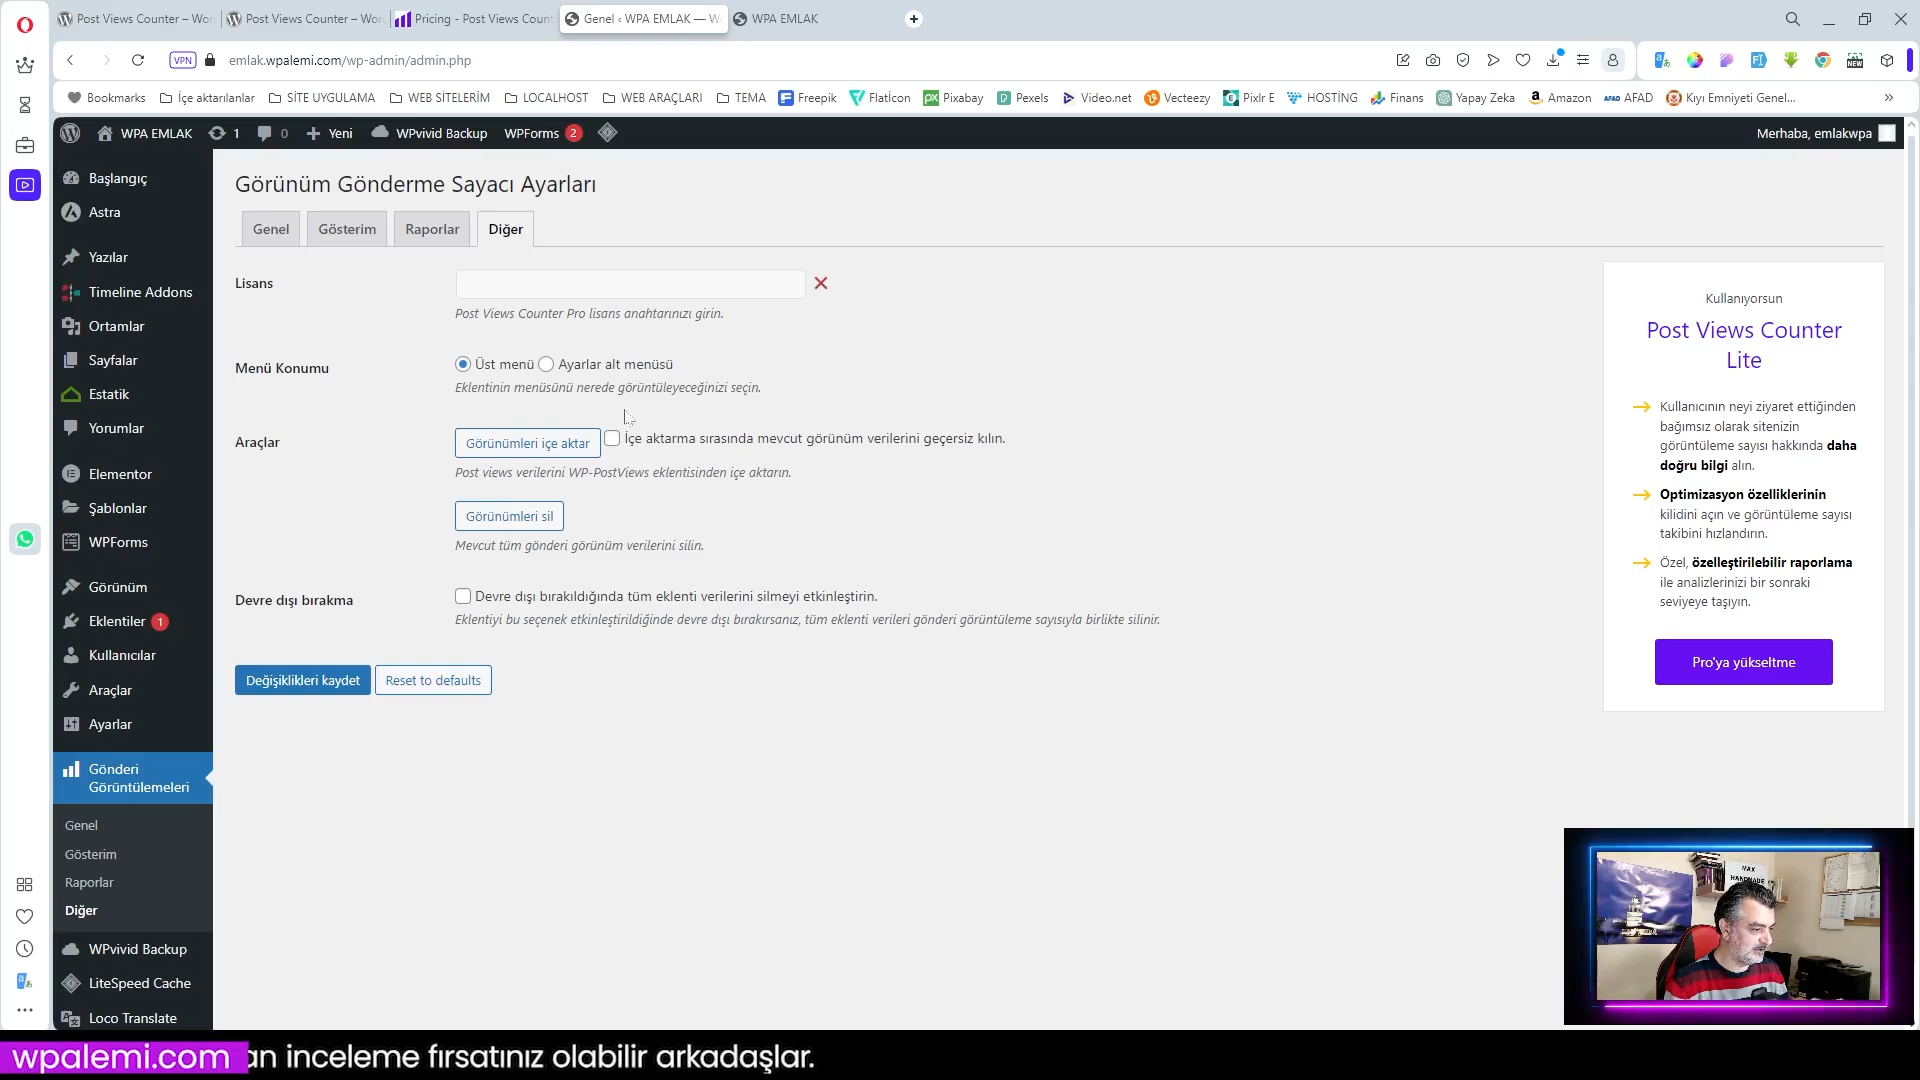 Post Views Counter – Wor
Post Views Counter – Wor
Pricing - Post Views Count
Genel ‹ WPA EMLAK — W
WPA EMLAK
VPN
emlak.wpalemi.com/wp-admin/admin.php
Bookmarks
İçe aktarılanlar
SİTE UYGULAMA
WEB SİTELERİM
LOCALHOST
WEB ARAÇLARI
TEMA
Freepik
Flatİcon
Pixabay
Pexels
Video.net
Vecteezy
Pixlr E
HOSTİNG
Finans
Yapay Zeka
Amazon
AFAD
Kıyı Emniyeti Genel...
WPA EMLAK
1
0
Yeni
WPvivid Backup
WPForms 2
Merhaba, emlakwpa
Başlangıç
Astra
Yazılar
Timeline Addons
Ortamlar
Sayfalar
Estatik
Yorumlar
Elementor
Şablonlar
WPForms
Görünüm
Eklentiler 1
Kullanıcılar
Araçlar
Ayarlar
Gönderi
Görüntülemeleri
Genel
Gösterim
Raporlar
Diğer
WPvivid Backup
LiteSpeed Cache
Loco Translate
Görünüm Gönderme Sayacı Ayarları
Genel
Gösterim
Raporlar
Diğer
Lisans
Post Views Counter Pro lisans anahtarınızı girin.
Menü Konumu
Üst menü
Ayarlar alt menüsü
Eklentinin menüsünü nerede görüntüleyeceğinizi seçin.
Araçlar
Görünümleri içe aktar
İçe aktarma sırasında mevcut görünüm verilerini geçersiz kılın.
Post views verilerini WP-PostViews eklentisinden içe aktarın.
Görünümleri sil
Mevcut tüm gönderi görünüm verilerini silin.
Devre dışı bırakma
Devre dışı bırakıldığında tüm eklenti verilerini silmeyi etkinleştirin.
Eklentiyi bu seçenek etkinleştirildiğinde devre dışı bırakırsanız, tüm eklenti verileri gönderi görüntüleme sayısıyla birlikte silinir.
Değişiklikleri kaydet
Reset to defaults
Kullanıyorsun
Post Views Counter
Lite
Kullanıcının neyi ziyaret ettiğinden
bağımsız olarak sitenizin
görüntüleme sayısı hakkında daha
doğru bilgi alın.
Optimizasyon özelliklerinin
kilidini açın ve görüntüleme sayısı
takibini hızlandırın.
Özel, özelleştirilebilir raporlama
ile analizlerinizi bir sonraki
seviyeye taşıyın.
Pro'ya yükseltme
MAX
HANDMADE
wpalemi.com
an inceleme fırsatınız olabilir arkadaşlar.